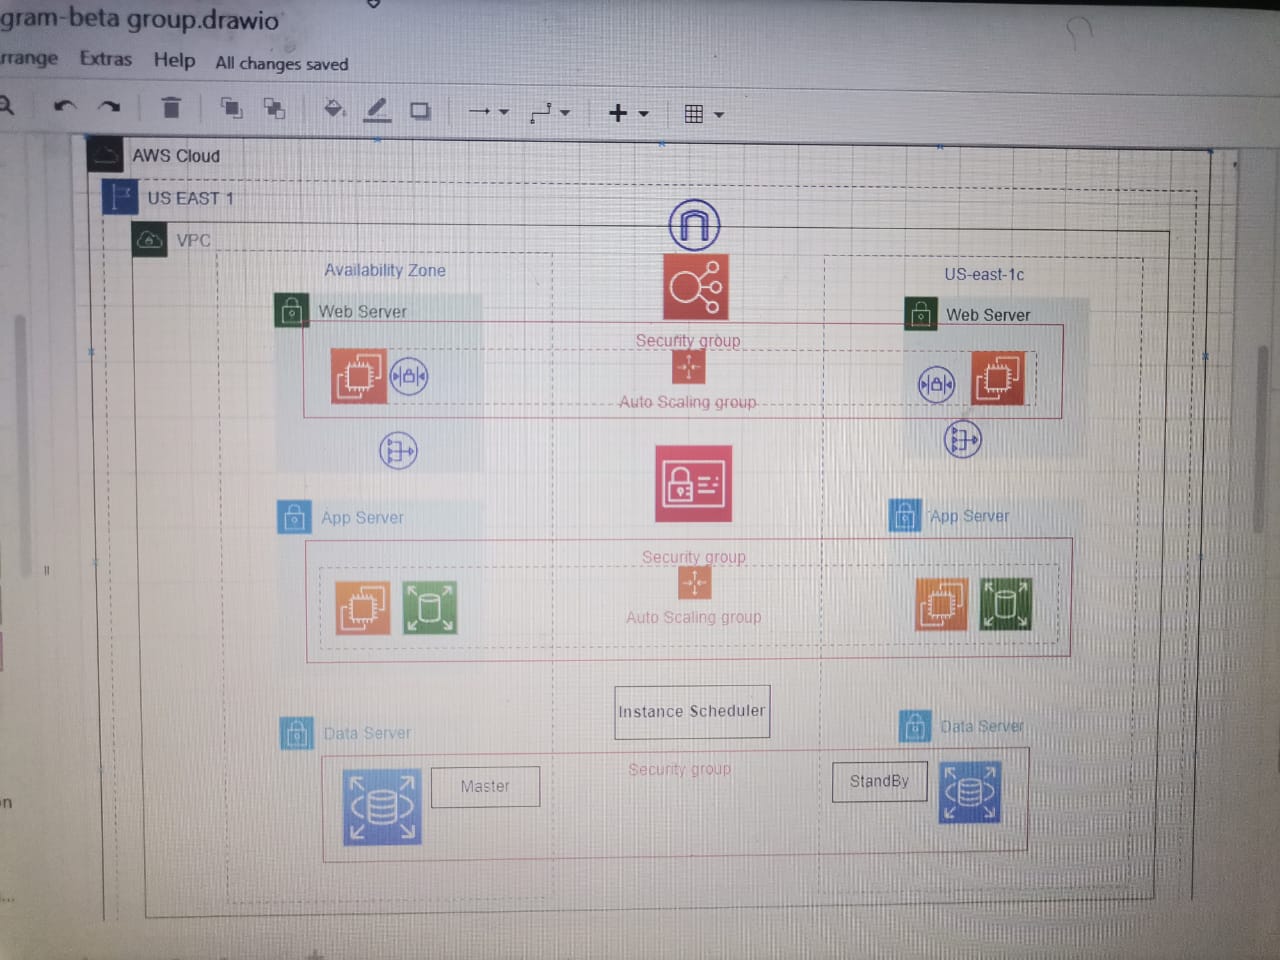 gram-beta group.drawio
rrange Extras Help All changes saved
AWS Cloud
US EAST 1
VPC
Availability Zone
US-east-1c
Web Server
Web Server
Security group
Auto Scaling group
App Server
App Server
Security group
Auto Scaling group
Instance Scheduler
Data Server
Data Server
Security group
Master
StandBy
on